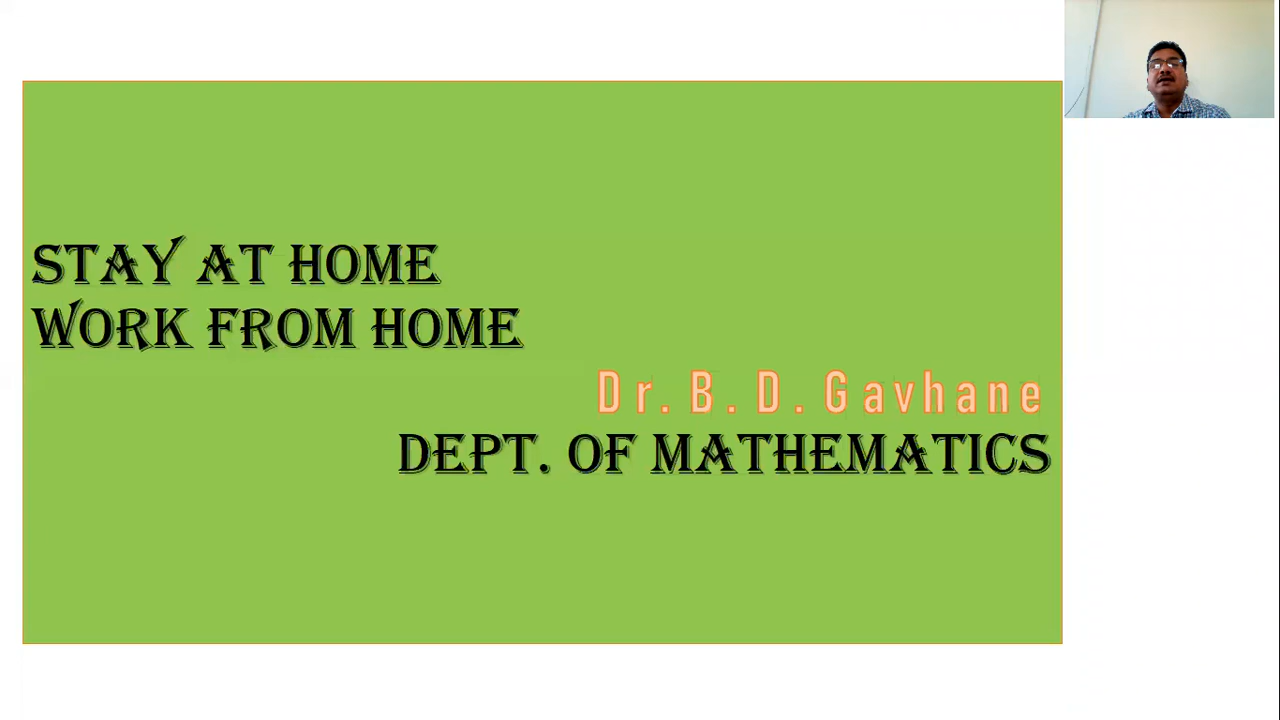 STAY AT HOME
WORK FROM HOME
Dr. B. D. Gavhane
DEPT. OF MATHEMATICS